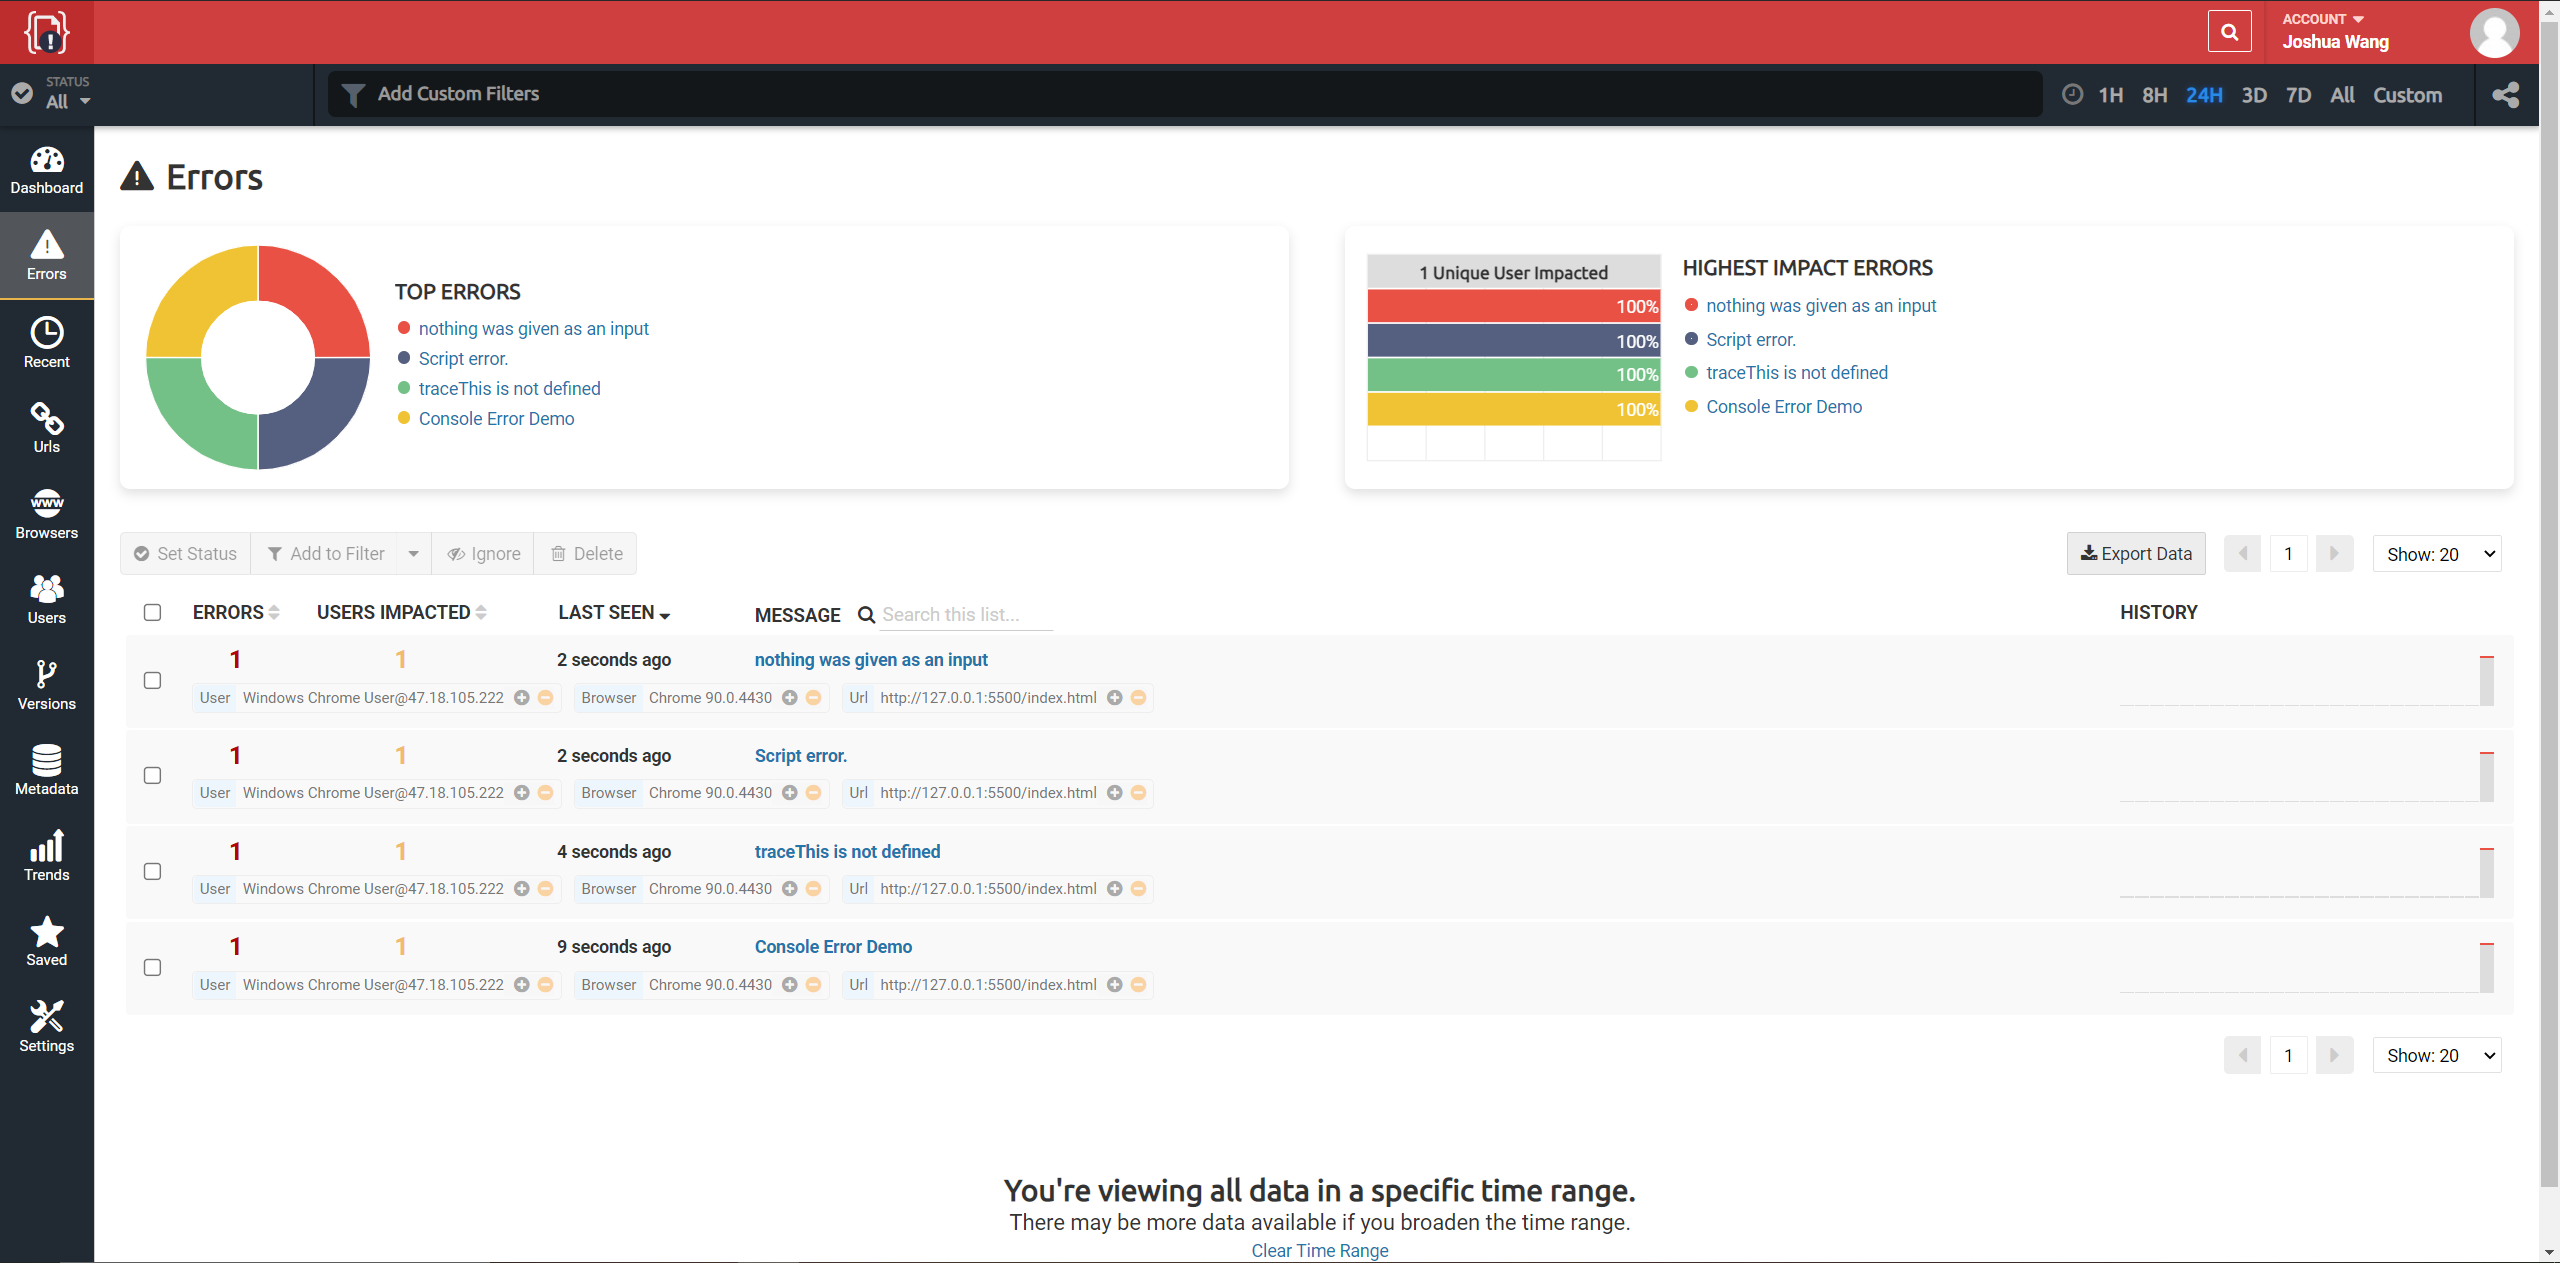 ACCOUNT
Joshua Wang
STATUS
All
Add Custom Filters
1H 8H 24H 3D 7D All Custom
Dashboard
Errors
Recent
Urls
www
Browsers
Users
Versions
Metadata
Trends
Saved
Settings
Errors
TOP ERRORS
nothing was given as an input
Script error.
traceThis is not defined
Console Error Demo
1 Unique User Impacted
100%
100%
100%
100%
HIGHEST IMPACT ERRORS
nothing was given as an input
Script error.
traceThis is not defined
Console Error Demo
Set Status Add to Filter Ignore Delete
Export Data 1 Show: 20
ERRORS USERS IMPACTED LAST SEEN MESSAGE Search this list... HISTORY
1 1 2 seconds ago nothing was given as an input
User Windows Chrome User@47.18.105.222 Browser Chrome 90.0.4430 Url http://127.0.0.1:5500/index.html
1 1 2 seconds ago Script error.
User Windows Chrome User@47.18.105.222 Browser Chrome 90.0.4430 Url http://127.0.0.1:5500/index.html
1 1 4 seconds ago traceThis is not defined
User Windows Chrome User@47.18.105.222 Browser Chrome 90.0.4430 Url http://127.0.0.1:5500/index.html
1 1 9 seconds ago Console Error Demo
User Windows Chrome User@47.18.105.222 Browser Chrome 90.0.4430 Url http://127.0.0.1:5500/index.html
1 Show: 20
You're viewing all data in a specific time range.
There may be more data available if you broaden the time range.
Clear Time Range